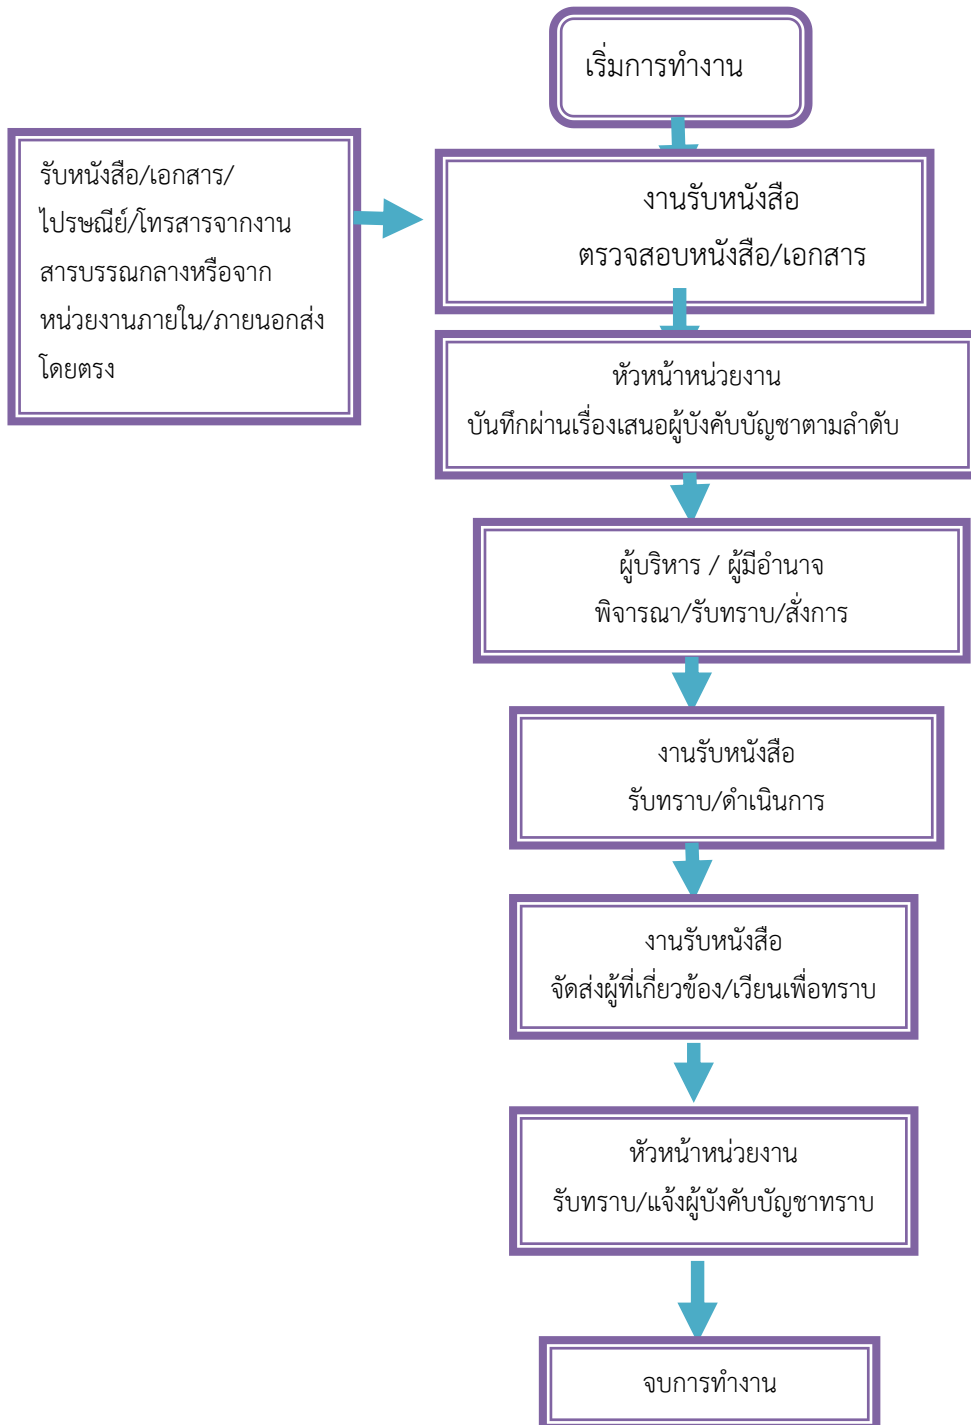 เริ่มการทำงาน
รับหนังสือ/เอกสาร/
ไปรษณีย์/โทรสารจากงาน
สารบรรณกลางหรือจาก
หน่วยงานภายใน/ภายนอกส่ง
โดยตรง
งานรับหนังสือ
ตรวจสอบหนังสือ/เอกสาร
หัวหน้าหน่วยงาน
บันทึกผ่านเรื่องเสนอผู้บังคับบัญชาตามลำดับ
ผู้บริหาร / ผู้มีอำนาจ
พิจารณา/รับทราบ/สั่งการ
งานรับหนังสือ
รับทราบ/ดำเนินการ
งานรับหนังสือ
จัดส่งผู้ที่เกี่ยวข้อง/เวียนเพื่อทราบ
หัวหน้าหน่วยงาน
รับทราบ/แจ้งผู้บังคับบัญชาทราบ
จบการทำงาน